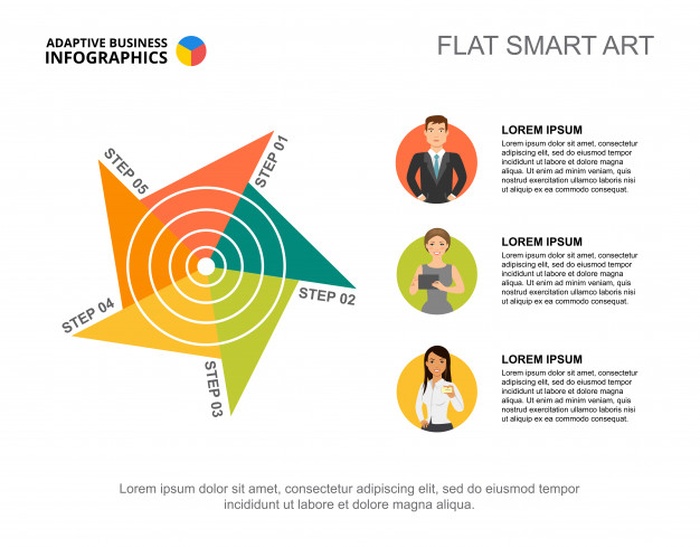 ADAPTIVE BUSINESS
INFOGRAPHICS
FLAT SMART ART
STEP 01
STEP 02
STEP 03
STEP 04
STEP 05
LOREM IPSUM
Lorem ipsum dolor sit amet, consectetur
adipiscing elit, sed do eiusmod tempor
incididunt ut labore et dolore magna
aliqua. Ut enim ad minim veniam, quis
nostrud exercitation ullamco laboris nisi
ut aliquip ex ea commodo consequat.
LOREM IPSUM
Lorem ipsum dolor sit amet, consectetur
adipiscing elit, sed do eiusmod tempor
incididunt ut labore et dolore magna
aliqua. Ut enim ad minim veniam, quis
nostrud exercitation ullamco laboris nisi
ut aliquip ex ea commodo consequat.
LOREM IPSUM
Lorem ipsum dolor sit amet, consectetur
adipiscing elit, sed do eiusmod tempor
incididunt ut labore et dolore magna
aliqua. Ut enim ad minim veniam, quis
nostrud exercitation ullamco laboris nisi
ut aliquip ex ea commodo consequat.
Lorem ipsum dolor sit amet, consectetur adipiscing elit, sed do eiusmod tempor
incididunt ut labore et dolore magna aliqua.